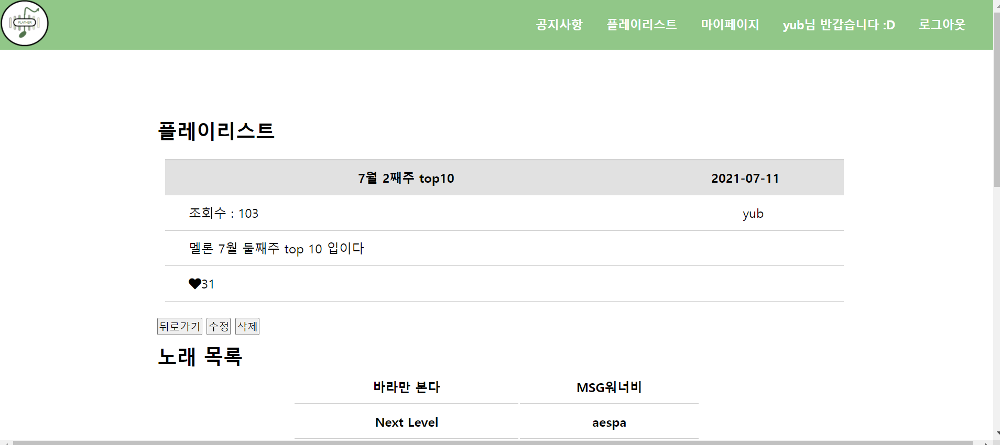 PLATHER
공지사항 플레이리스트 마이페이지 yub님 반갑습니다 :D 로그아웃
플레이리스트
7월 2째주 top10 2021-07-11
조회수 : 103 yub
멜론 7월 둘째주 top 10 입이다
♥31
뒤로가기 수정 삭제
노래 목록
바라만 본다 MSG워너비
Next Level aespa